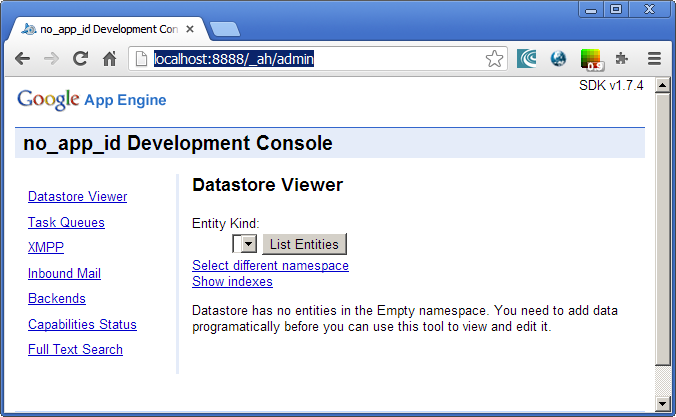 no_app_id Development Con
localhost:8888/_ah/admin
0.S
SDK v1.7.4
Google App Engine
no_app_id Development Console
Datastore Viewer
Task Queues
XMPP
Inbound Mail
Backends
Capabilities Status
Full Text Search
Datastore Viewer
Entity Kind:
List Entities
Select different namespace
Show indexes
Datastore has no entities in the Empty namespace. You need to add data
programatically before you can use this tool to view and edit it.